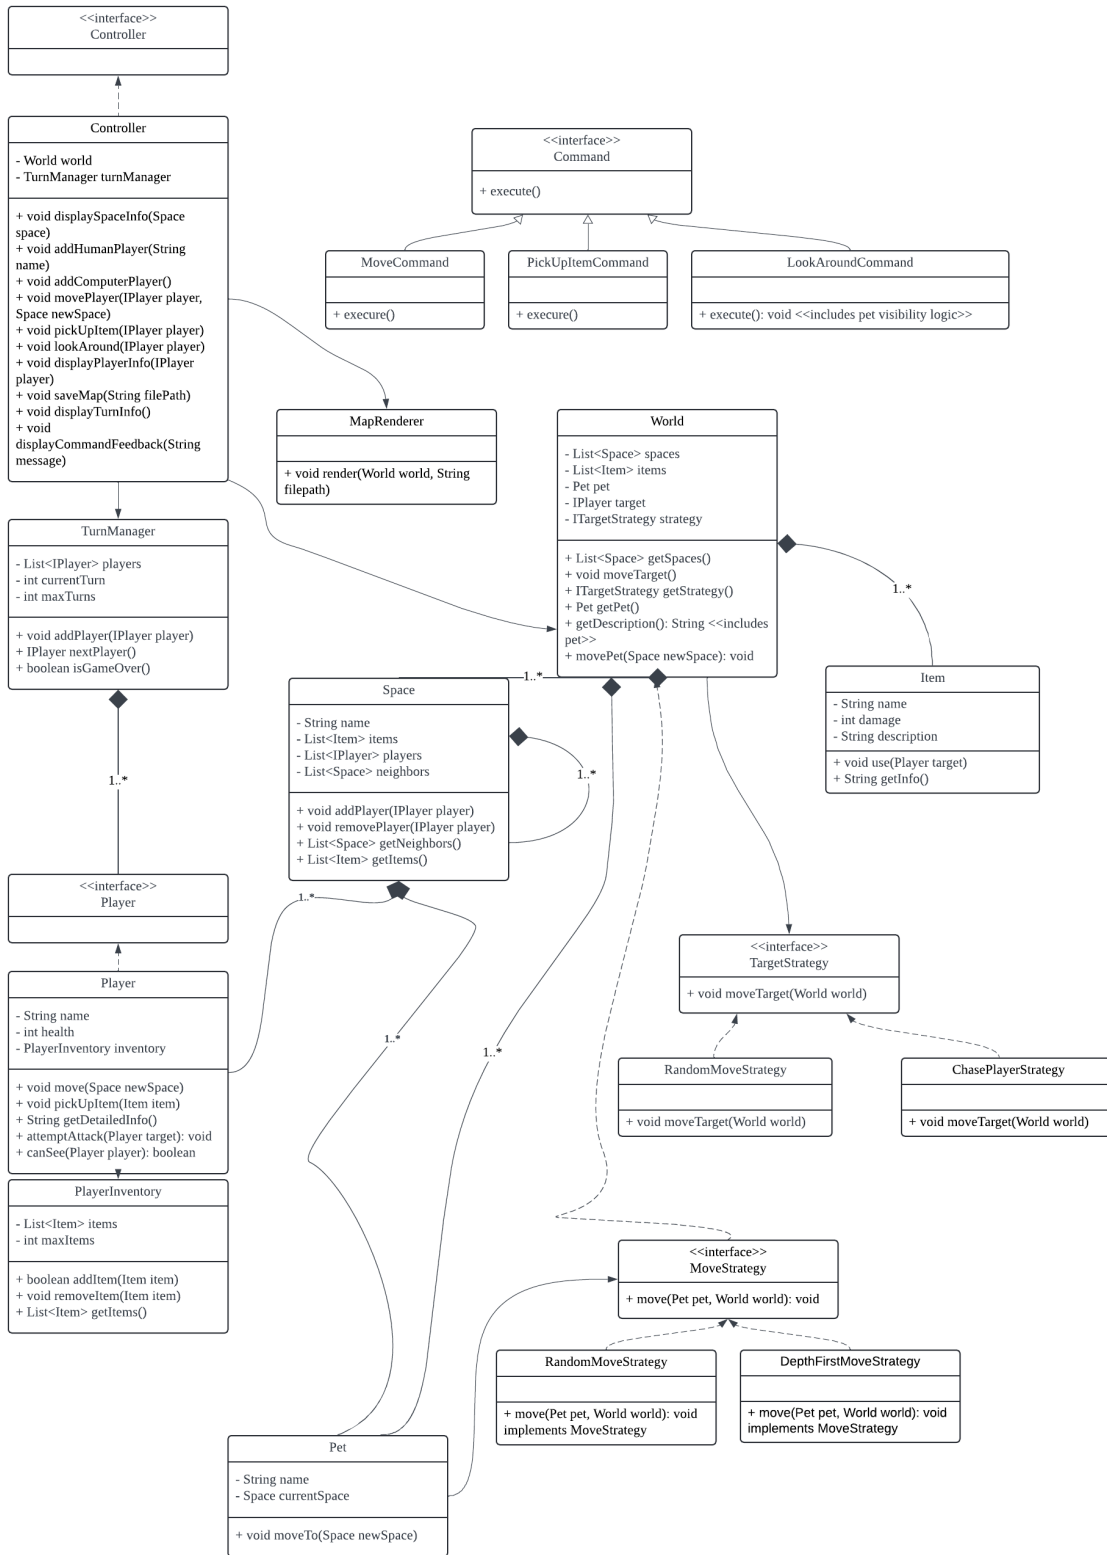 <<interface>>
Controller
Controller
- World world
- TurnManager turnManager
+ void displaySpaceInfo(Space
space)
+ void addHumanPlayer(String
name)
+ void addComputerPlayer()
+ void movePlayer(IPlayer player,
Space newSpace)
+ void pickUpItem(IPlayer player)
+ void lookAround(IPlayer player)
+ void displayPlayerInfo(IPlayer
player)
+ void saveMap(String filePath)
+ void displayTurnInfo()
+ void
displayCommandFeedback(String
message)
<<interface>>
Command
+ execute()
MoveCommand
+ execure()
PickUpItemCommand
+ execure()
LookAroundCommand
+ execute(): void <<includes pet visibility logic>>
MapRenderer
+ void render(World world, String
filepath)
World
- List<Space> spaces
- List<Item> items
- Pet pet
- IPlayer target
- ITargetStrategy strategy
+ List<Space> getSpaces()
+ void moveTarget()
+ ITargetStrategy getStrategy()
+ Pet getPet()
+ getDescription(): String <<includes
pet>>
+ movePet(Space newSpace): void
1..*
Item
- String name
- int damage
- String description
+ void use(Player target)
+ String getInfo()
TurnManager
- List<IPlayer> players
- int currentTurn
- int maxTurns
+ void addPlayer(IPlayer player)
+ IPlayer nextPlayer()
+ boolean isGameOver()
1..*
1..*
Space
- String name
- List<Item> items
- List<IPlayer> players
- List<Space> neighbors
+ void addPlayer(IPlayer player)
+ void removePlayer(IPlayer player)
+ List<Space> getNeighbors()
+ List<Item> getItems()
1..*
<<interface>>
Player
1..*
Player
- String name
- int health
- PlayerInventory inventory
+ void move(Space newSpace)
+ void pickUpItem(Item item)
+ String getDetailedInfo()
+ attemptAttack(Player target): void
+ canSee(Player player): boolean
1..*
1..*
<<interface>>
TargetStrategy
+ void moveTarget(World world)
RandomMoveStrategy
+ void moveTarget(World world)
ChasePlayerStrategy
+ void moveTarget(World world)
PlayerInventory
- List<Item> items
- int maxItems
+ boolean addItem(Item item)
+ void removeItem(Item item)
+ List<Item> getItems()
<<interface>>
MoveStrategy
+ move(Pet pet, World world): void
RandomMoveStrategy
+ move(Pet pet, World world): void
implements MoveStrategy
DepthFirstMoveStrategy
+ move(Pet pet, World world): void
implements MoveStrategy
Pet
- String name
- Space currentSpace
+ void moveTo(Space newSpace)